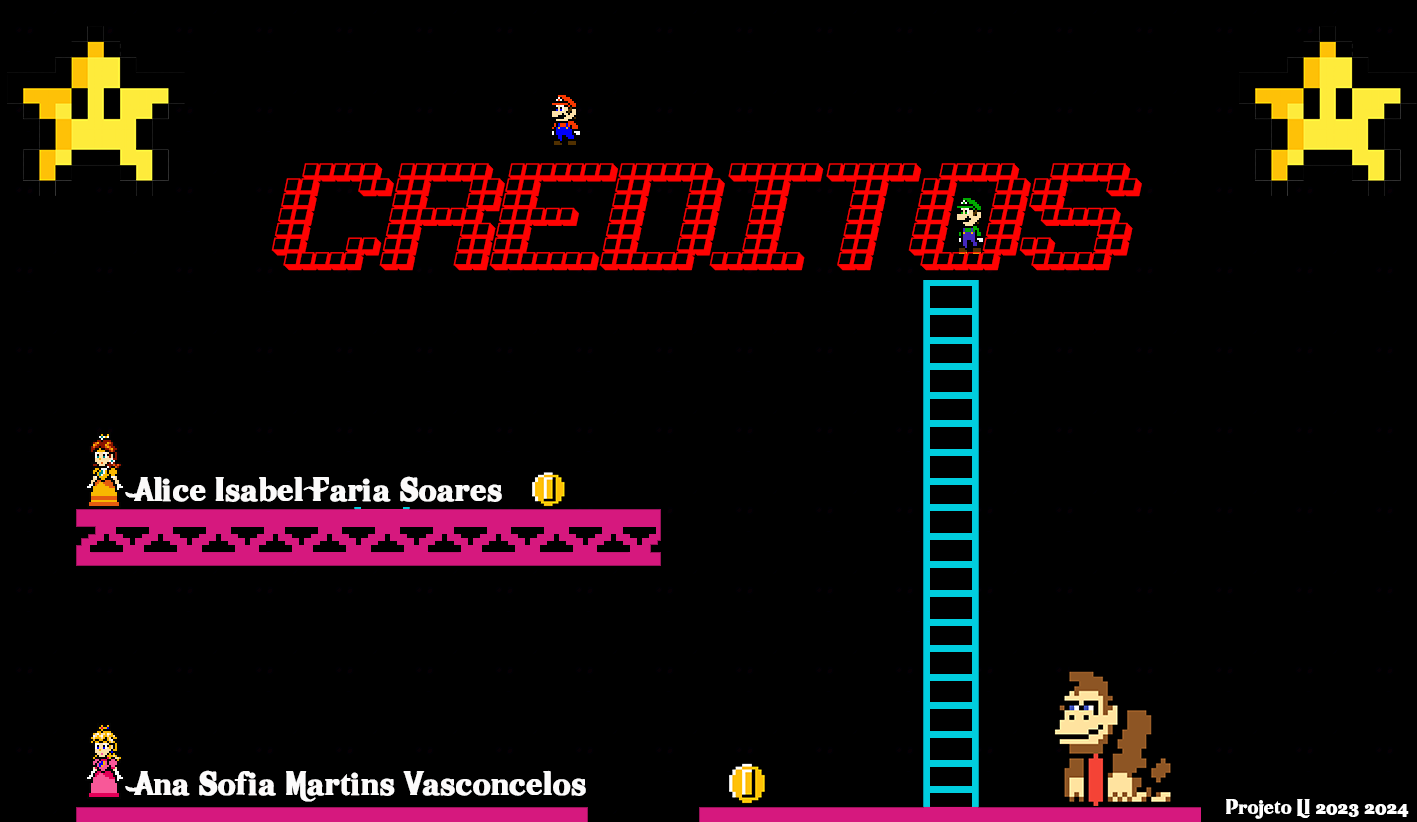 CREDITOS
Alice Isabel Faria Soares
Ana Sofia Martins Vasconcelos
Projeto LI 2023 2024